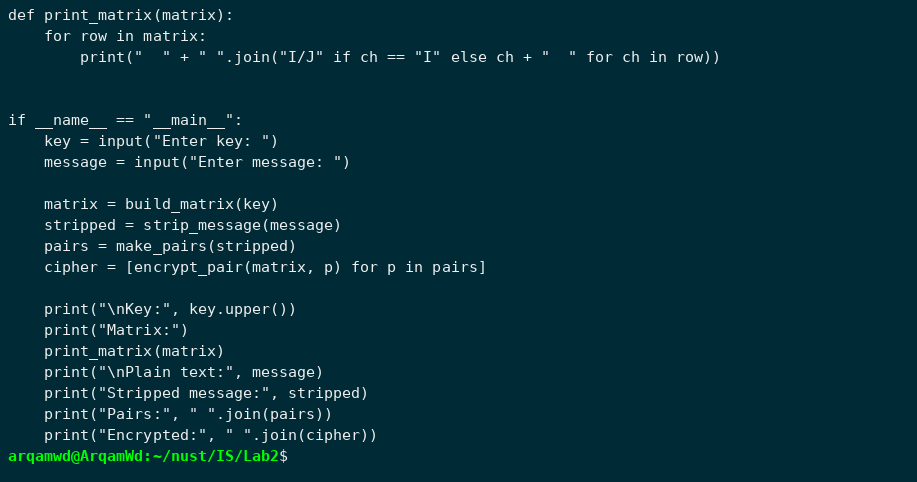 def print_matrix(matrix):
    for row in matrix:
        print("  " + " ".join("I/J" if ch == "I" else ch + "  " for ch in row))


if __name__ == "__main__":
    key = input("Enter key: ")
    message = input("Enter message: ")

    matrix = build_matrix(key)
    stripped = strip_message(message)
    pairs = make_pairs(stripped)
    cipher = [encrypt_pair(matrix, p) for p in pairs]

    print("\nKey:", key.upper())
    print("Matrix:")
    print_matrix(matrix)
    print("\nPlain text:", message)
    print("Stripped message:", stripped)
    print("Pairs:", " ".join(pairs))
    print("Encrypted:", " ".join(cipher))
arqamwd@ArqamWd:~/nust/IS/Lab2$